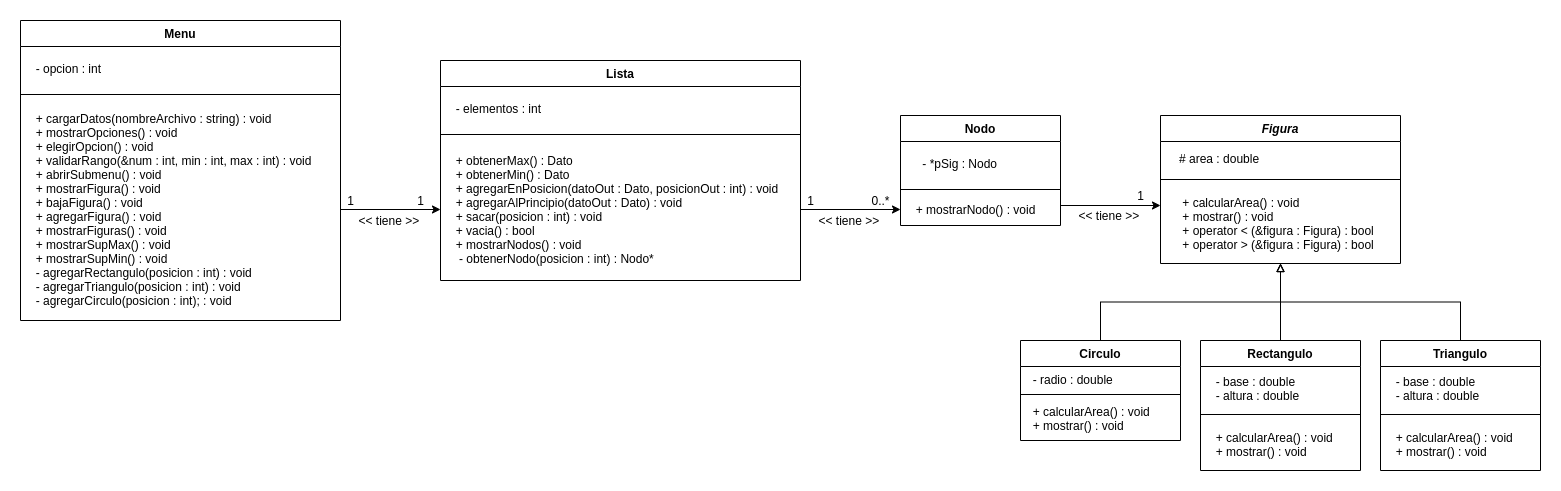 Menu
- opcion : int
+ cargarDatos(nombreArchivo : string) : void
+ mostrarOpciones() : void
+ elegirOpcion() : void
+ validarRango(&num : int, min : int, max : int) : void
+ abrirSubmenu() : void
+ mostrarFigura() : void
+ bajaFigura() : void
+ agregarFigura() : void
+ mostrarFiguras() : void
+ mostrarSupMax() : void
+ mostrarSupMin() : void
- agregarRectangulo(posicion : int) : void
- agregarTriangulo(posicion : int) : void
- agregarCirculo(posicion : int); : void
1
1
<< tiene >>
Lista
- elementos : int
+ obtenerMax() : Dato
+ obtenerMin() : Dato
+ agregarEnPosicion(datoOut : Dato, posicionOut : int) : void
+ agregarAlPrincipio(datoOut : Dato) : void
+ sacar(posicion : int) : void
+ vacia() : bool
+ mostrarNodos() : void
- obtenerNodo(posicion : int) : Nodo*
1
0..*
<< tiene >>
Nodo
- *pSig : Nodo
+ mostrarNodo() : void
1
<< tiene >>
Figura
# area : double
+ calcularArea() : void
+ mostrar() : void
+ operator < (&figura : Figura) : bool
+ operator > (&figura : Figura) : bool
Circulo
- radio : double
+ calcularArea() : void
+ mostrar() : void
Rectangulo
- base : double
- altura : double
+ calcularArea() : void
+ mostrar() : void
Triangulo
- base : double
- altura : double
+ calcularArea() : void
+ mostrar() : void